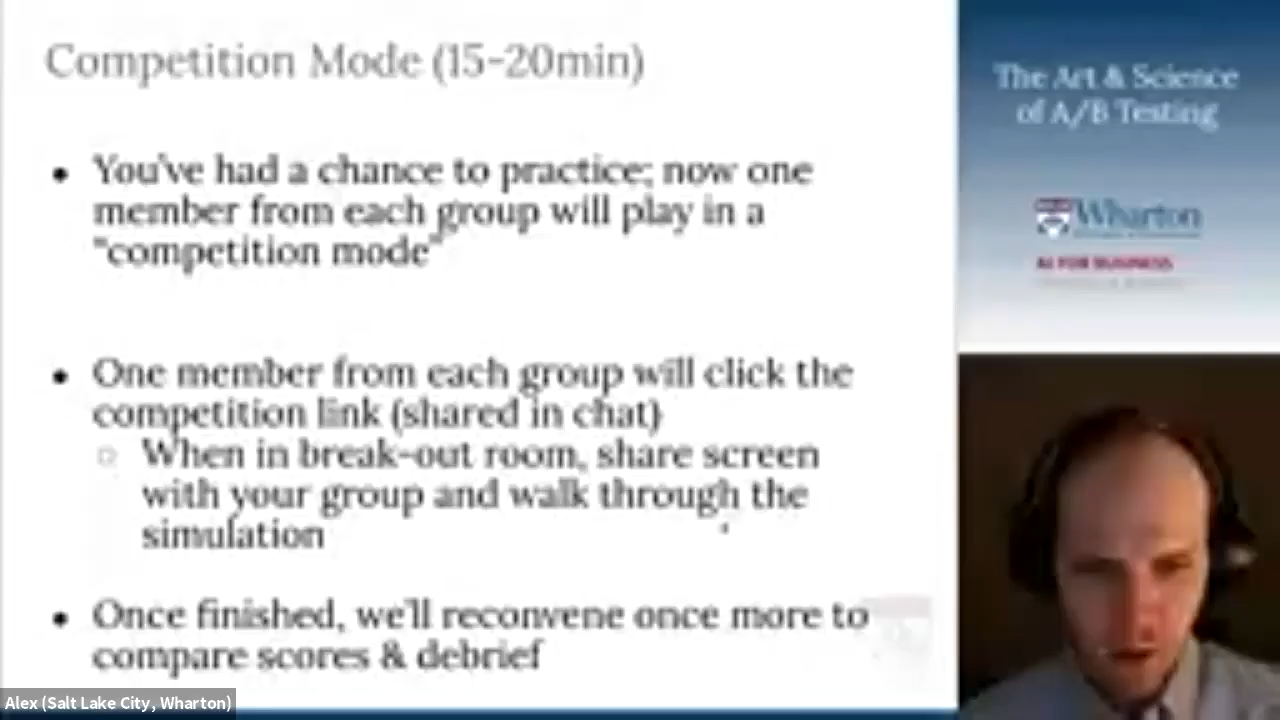 Competition Mode (15-20min)
• You've had a chance to practice; now one
member from each group will play in a
"competition mode"
• One member from each group will click the
competition link (shared in chat)
○ When in break-out room, share screen
with your group and walk through the
simulation
• Once finished, we'll reconvene once more to
compare scores & debrief
The Art & Science
of A/B Testing
Wharton
AI FOR BUSINESS
Alex (Salt Lake City, Wharton)